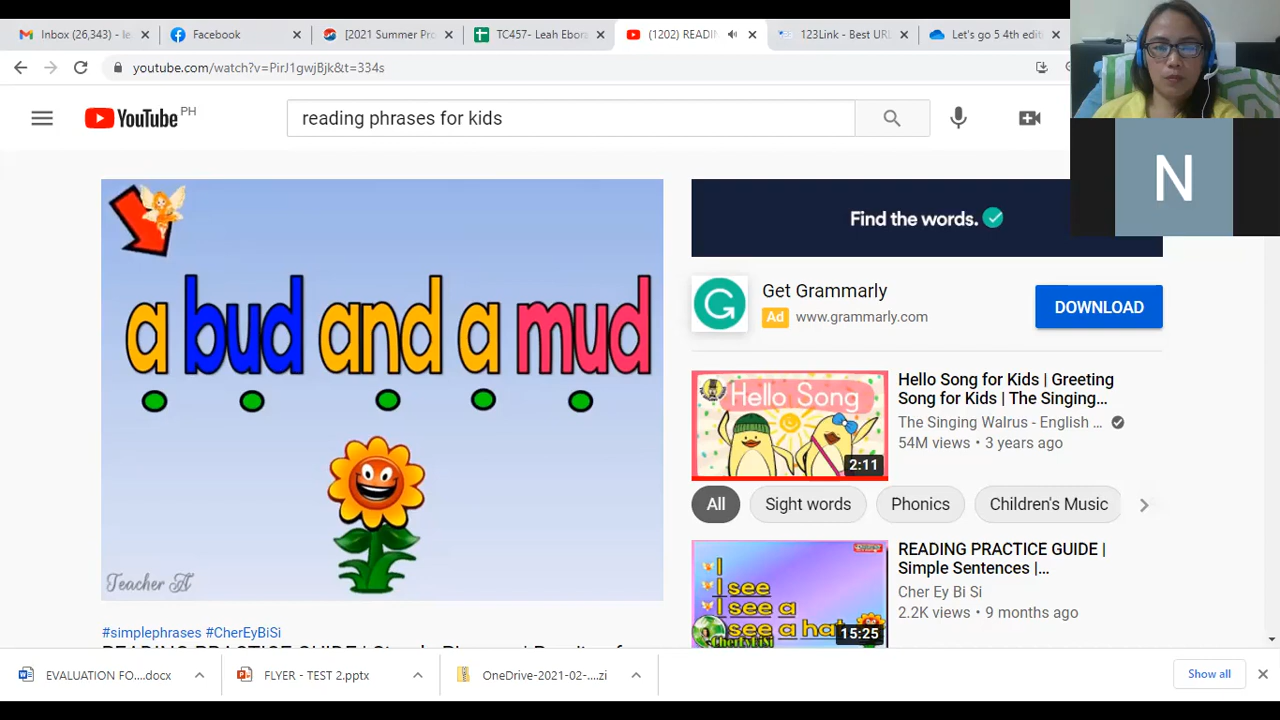 Inbox (26,343) - le
Facebook
[2021 Summer Pro
TC457- Leah Ebora
(1202) READIN
123Link - Best URL
Let's go 5 4th edit
youtube.com/watch?v=PirJ1gwjBjk&t=334s
YouTube PH
reading phrases for kids
N
a bud and a mud
Teacher A
#simplephrases #CherEyBiSi
Find the words.
Get Grammarly
Ad www.grammarly.com
DOWNLOAD
Hello Song
2:11
Hello Song for Kids | Greeting
Song for Kids | The Singing...
The Singing Walrus - English ...
54M views • 3 years ago
All
Sight words
Phonics
Children's Music
I
I see
I see a
see a hat
CherEyBiSi
15:25
READING PRACTICE GUIDE |
Simple Sentences |...
Cher Ey Bi Si
2.2K views • 9 months ago
EVALUATION FO....docx
FLYER - TEST 2.pptx
OneDrive-2021-02-....zi
Show all